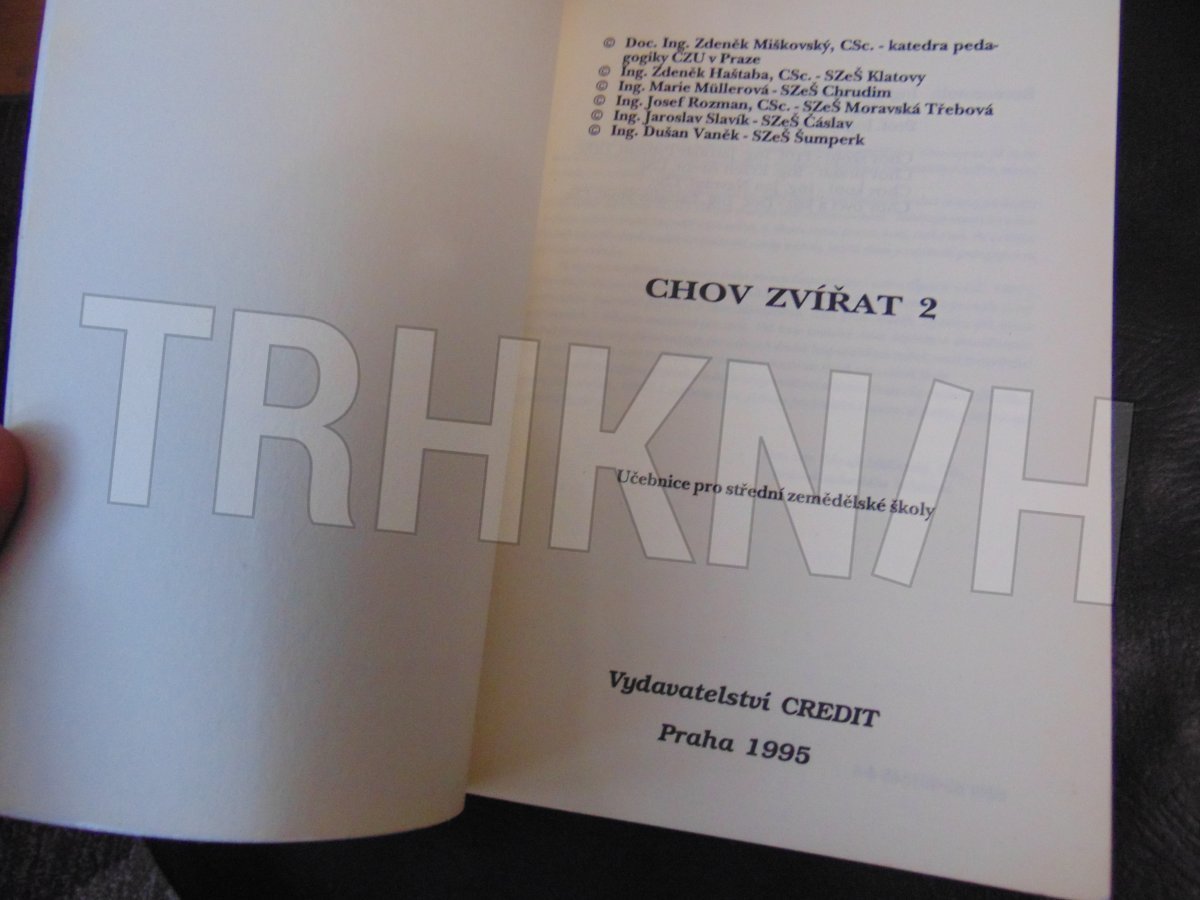 © Doc. Ing. Zdeněk Miškovský, CSc. - katedra peda-
gogiky ČZU v Praze
© Ing. Zdeněk Haštaba, CSc. - SZeŠ Klatovy
© Ing. Marie Müllerová - SZeŠ Chrudim
© Ing. Josef Rozman, CSc. - SZeŠ Moravská Třebová
© Ing. Jaroslav Slavík - SZeŠ Čáslav
© Ing. Dušan Vaněk - SZeŠ Šumperk
CHOV ZVÍŘAT 2
TRHKN/H
Učebnice pro střední zemědělské školy
Vydavatelství CREDIT
Praha 1995